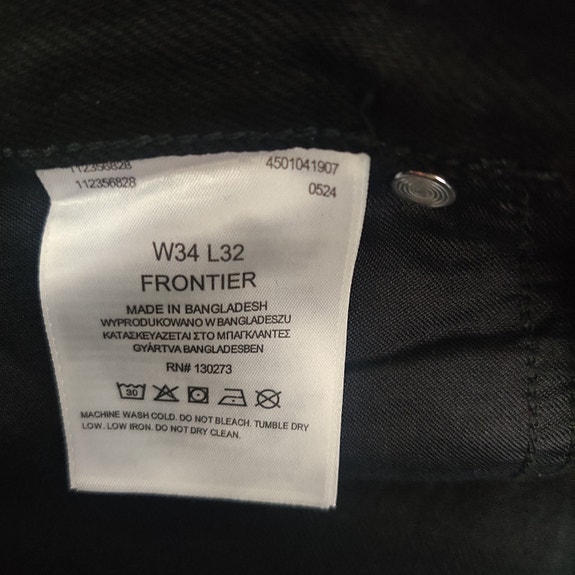 112356828 4501041907
112356828 0524
W34 L32
FRONTIER
MADE IN BANGLADESH
WYPRODUKOWANO W BANGLADESZU
ΚΑΤΑΣΚΕΥΑΖΕΤΑΙ ΣΤΟ ΜΠΑΓΚΛΑΝΤΕΣ
GYÁRTVA BANGLADESBEN
RN# 130273
30
MACHINE WASH COLD. DO NOT BLEACH. TUMBLE DRY
LOW. LOW IRON. DO NOT DRY CLEAN.